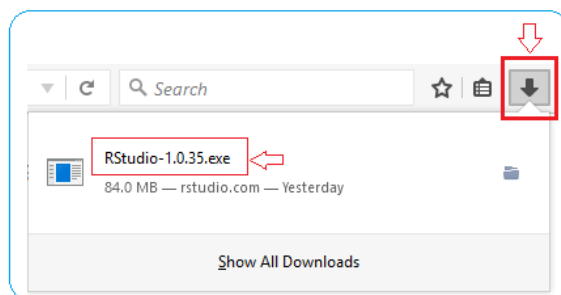 Search
RStudio-1.0.35.exe
84.0 MB — rstudio.com — Yesterday
Show All Downloads